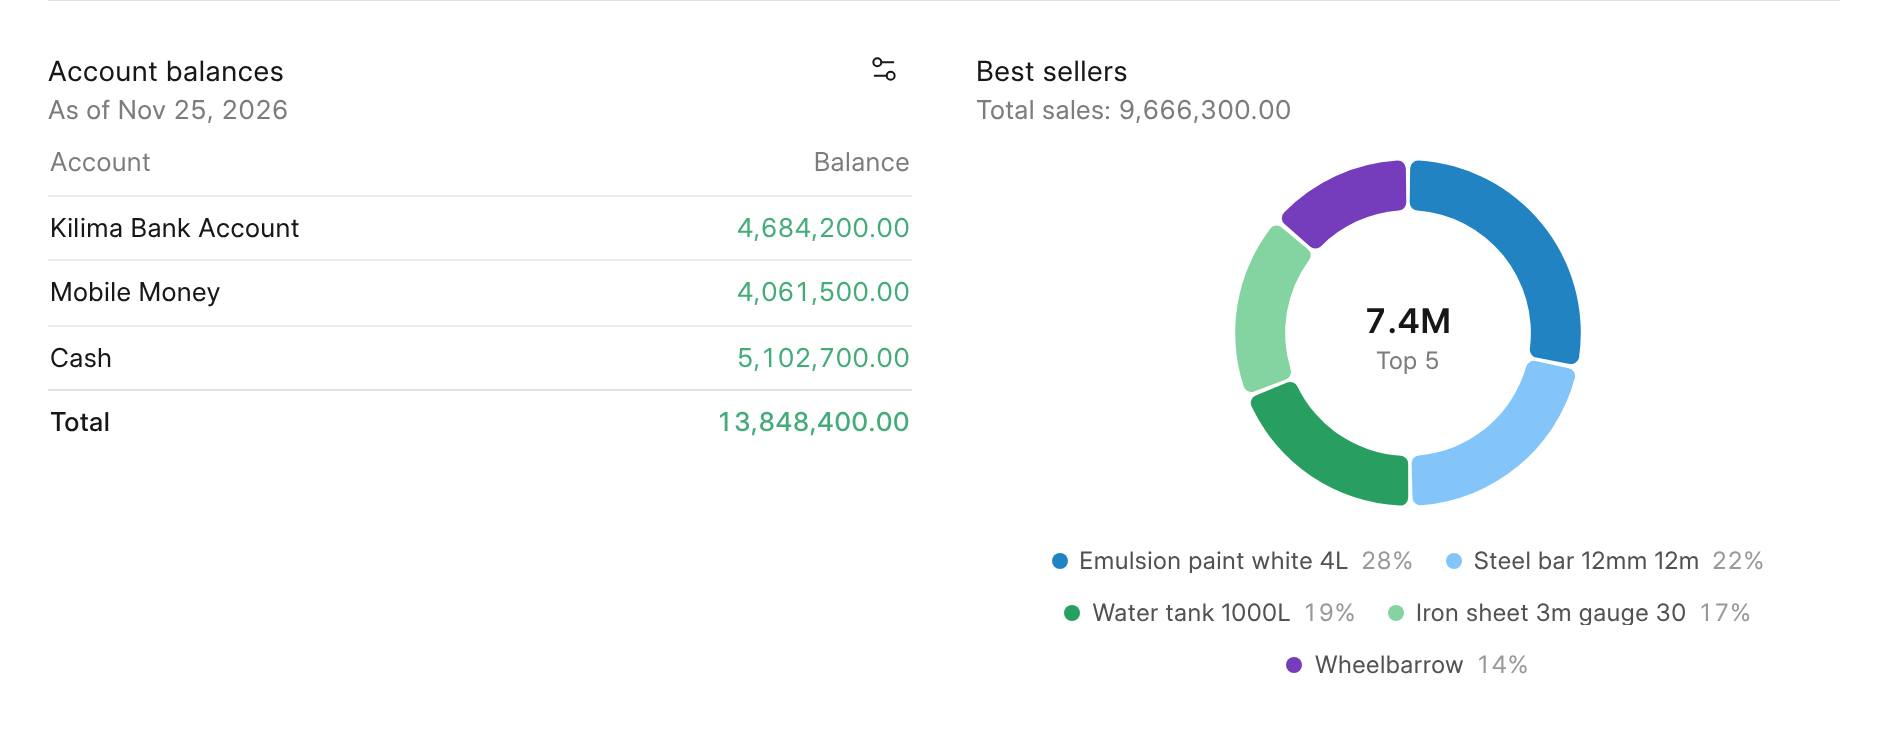 Account balances
As of Nov 25, 2026
Account Balance
Kilima Bank Account 4,684,200.00
Mobile Money 4,061,500.00
Cash 5,102,700.00
Total 13,848,400.00
Best sellers
Total sales: 9,666,300.00
7.4M
Top 5
Emulsion paint white 4L 28% Steel bar 12mm 12m 22%
Water tank 1000L 19% Iron sheet 3m gauge 30 17%
Wheelbarrow 14%